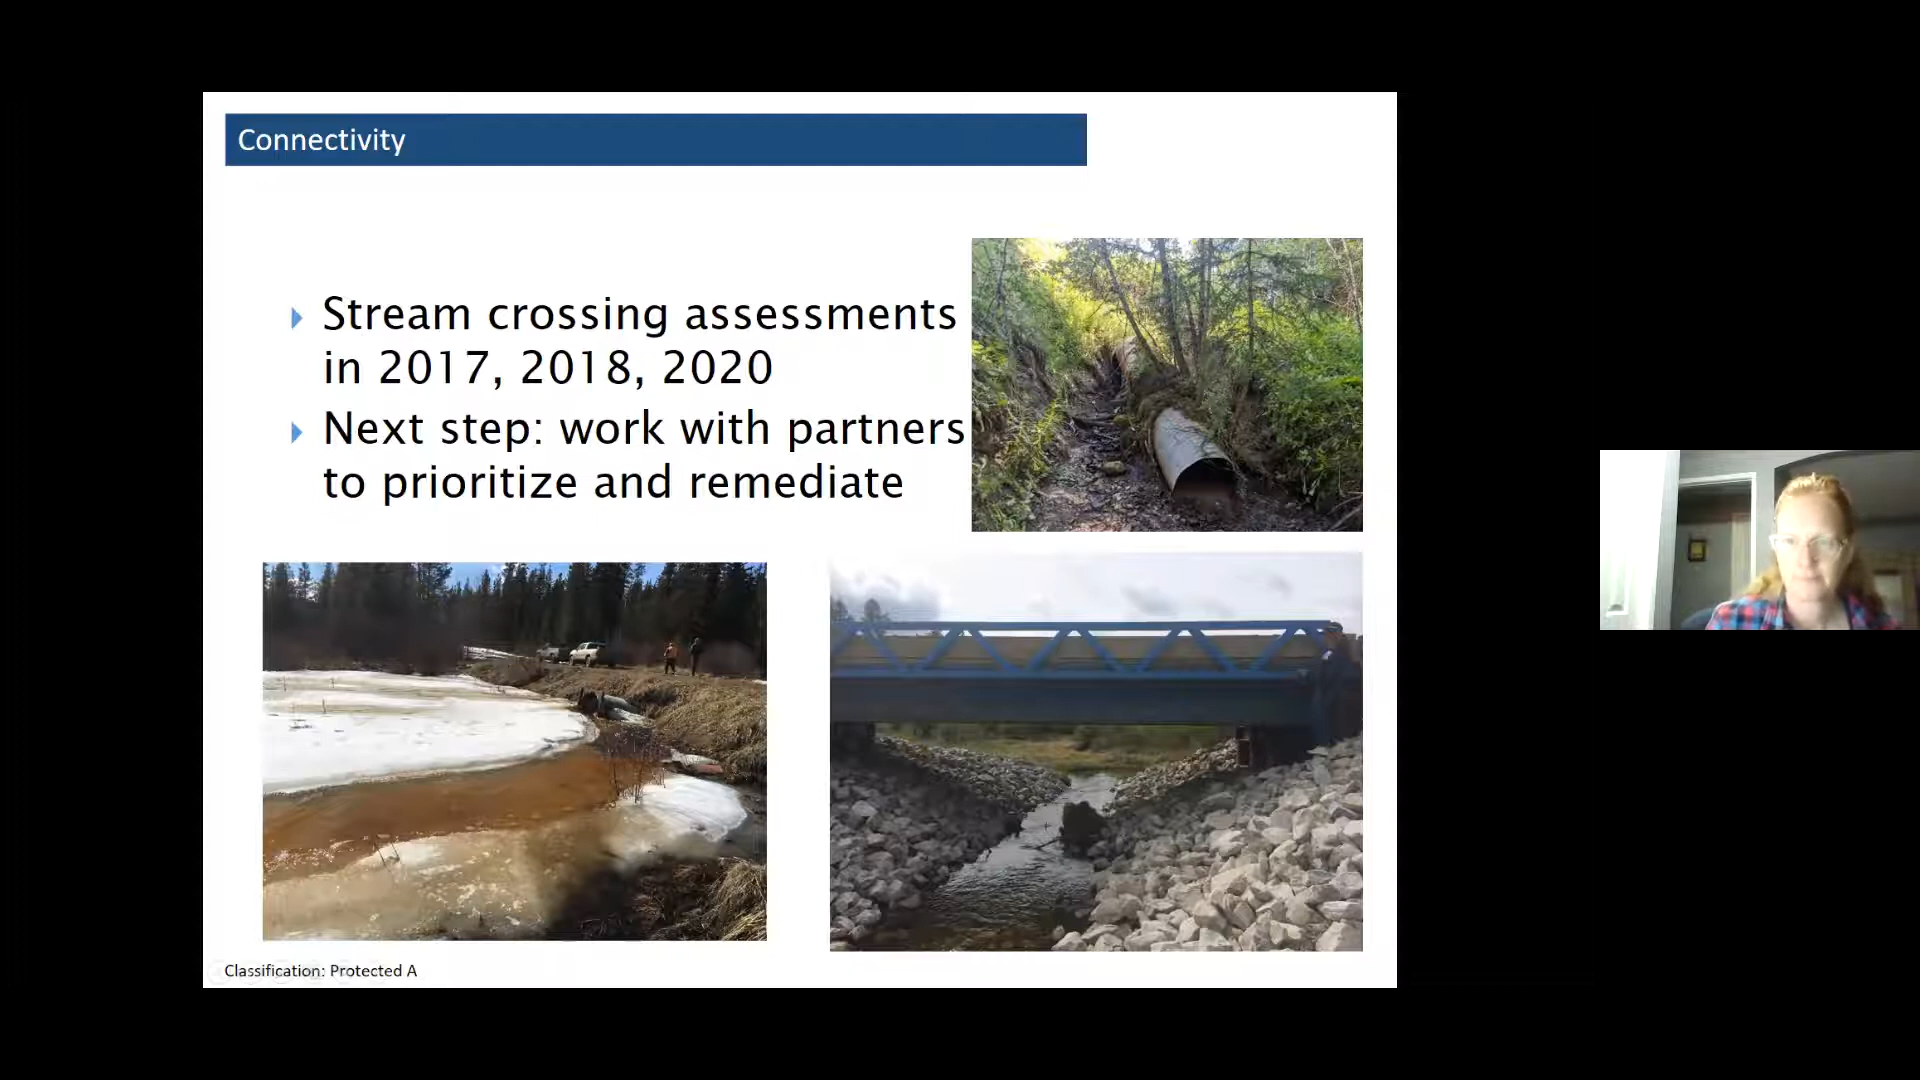 Connectivity
Stream crossing assessments
in 2017, 2018, 2020
Next step: work with partners
to prioritize and remediate
Classification: Protected A